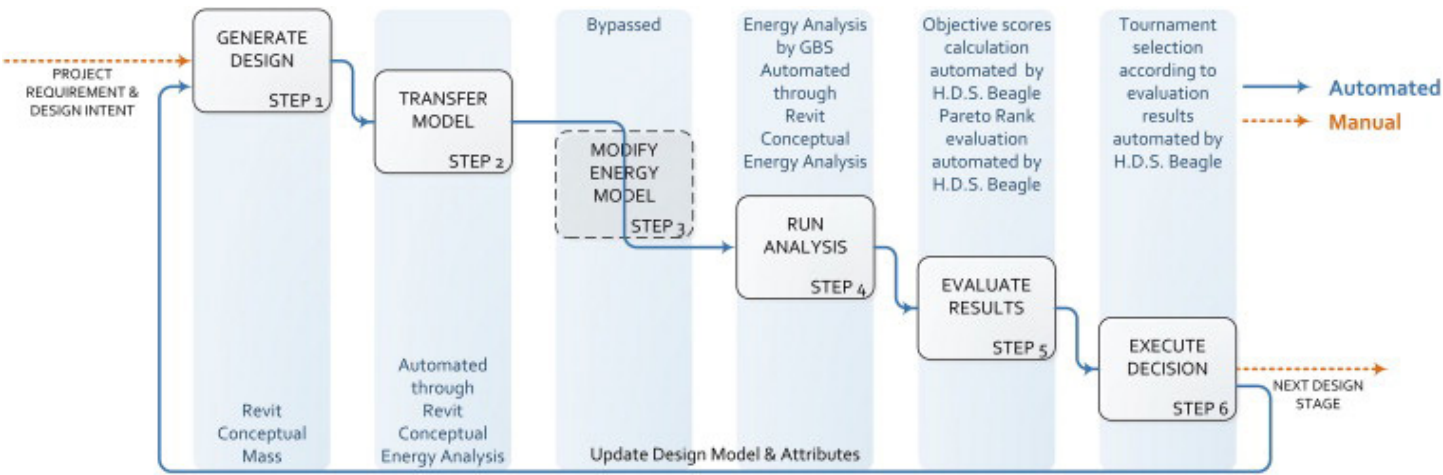 PROJECT
REQUIREMENT &
DESIGN INTENT
GENERATE
DESIGN
STEP 1
Revit
Conceptual
Mass
TRANSFER
MODEL
STEP 2
Automated
through
Revit
Conceptual
Energy Analysis
Bypassed
MODIFY
ENERGY
MODEL
STEP 3
Energy Analysis
by GBS
Automated
through
Revit
Conceptual
Energy Analysis
RUN
ANALYSIS
STEP 4
Objective scores
calculation
automated by
H.D.S. Beagle
Pareto Rank
evaluation
automated by
H.D.S. Beagle
EVALUATE
RESULTS
STEP 5
Tournament
selection
according to
evaluation
results
automated by
H.D.S. Beagle
EXECUTE
DECISION
STEP 6
Automated
Manual
NEXT DESIGN
STAGE
Update Design Model & Attributes